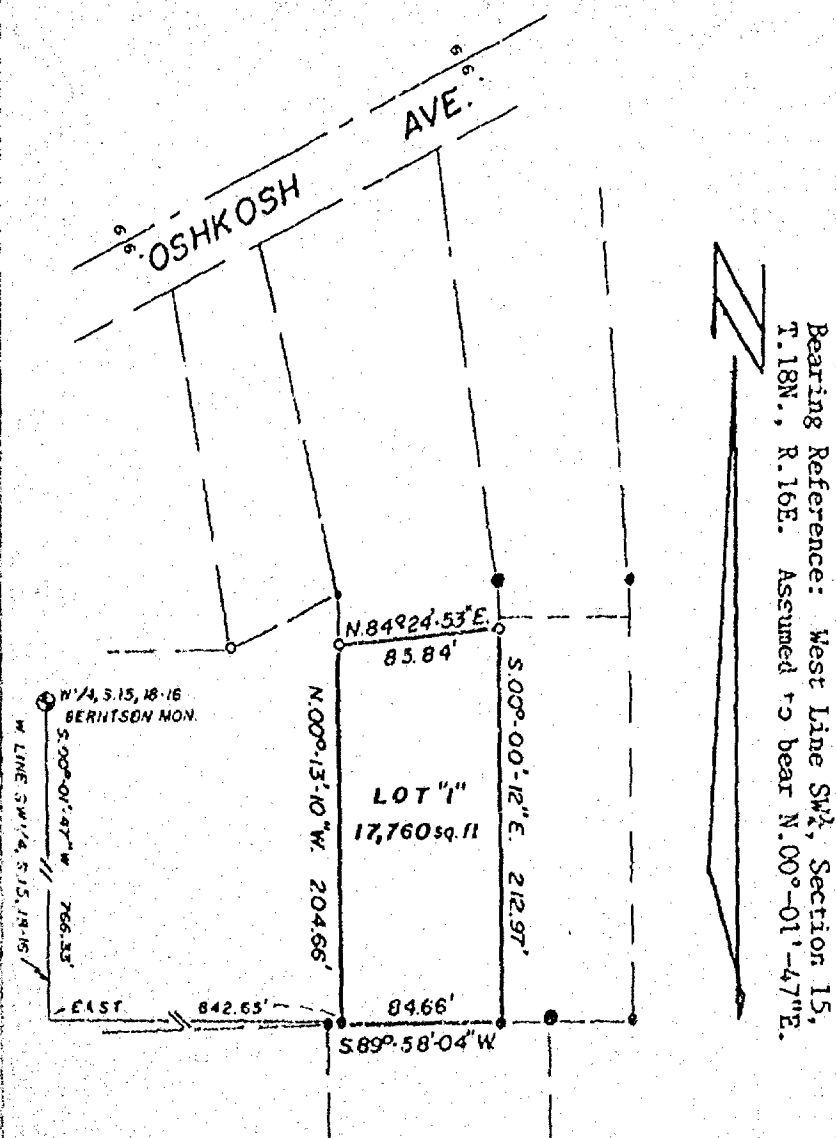 66'
AVE.
OSHKOSH
66'
N
Bearing Reference: West Line SW¼, Section 15,
T.18N., R.16E. Assumed to bear N.00°-01'-47"E.
N.84°24'-53"E.
85.84'
N.00°-13'-10"W. 204.66'
S.00°-00'-12"E. 212.97'
LOT "1"
17,760 sq. ft
W 1/4, S.15, 18-16
BERNTSON MON.
S.00°-01'-47"W. 766.33'
W. LINE SW 1/4, S.15,
EAST
842.65'
84.66'
S.89°-58'-04"W.